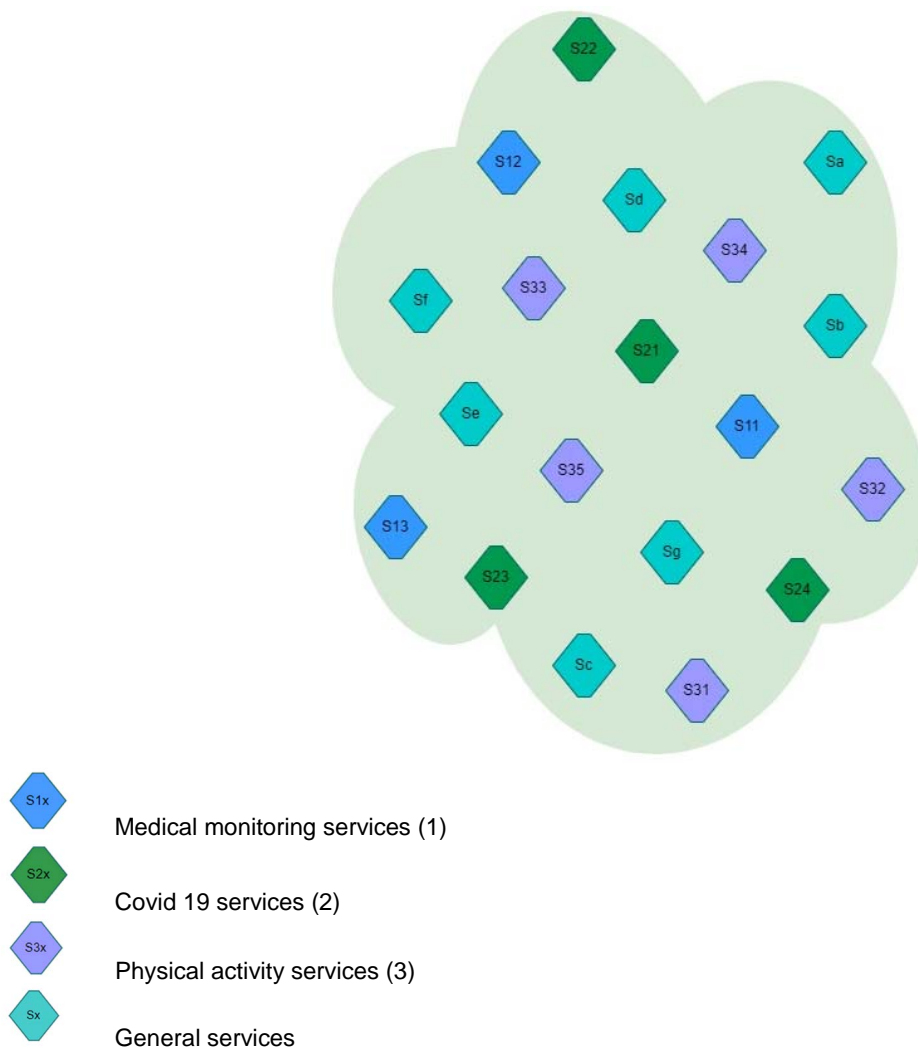 S22
S12
Sa
Sd
S34
S33
Sf
Sb
S21
Se
S11
S35
S32
S13
Sg
S23
S24
Sc
S31
S1x
Medical monitoring services (1)
S2x
Covid 19 services (2)
S3x
Physical activity services (3)
Sx
General services